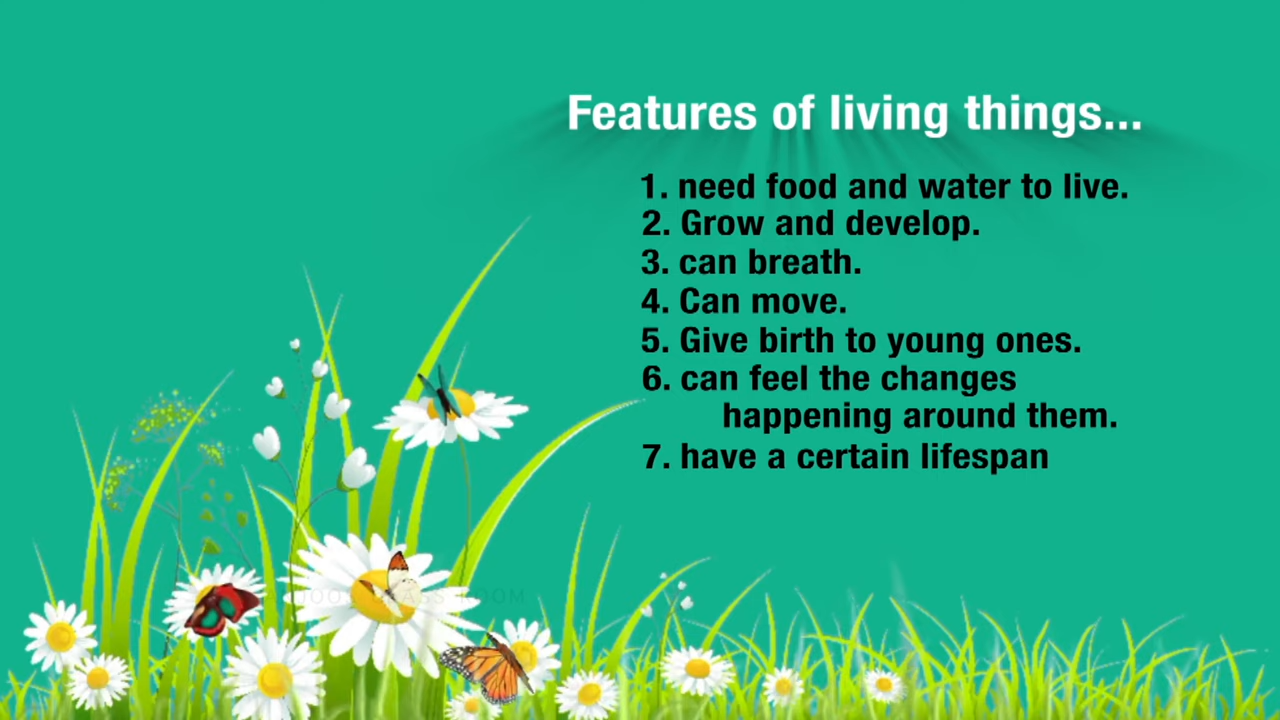 Features of living things...
1. need food and water to live.
2. Grow and develop.
3. can breath.
4. Can move.
5. Give birth to young ones.
6. can feel the changes
happening around them.
7. have a certain lifespan